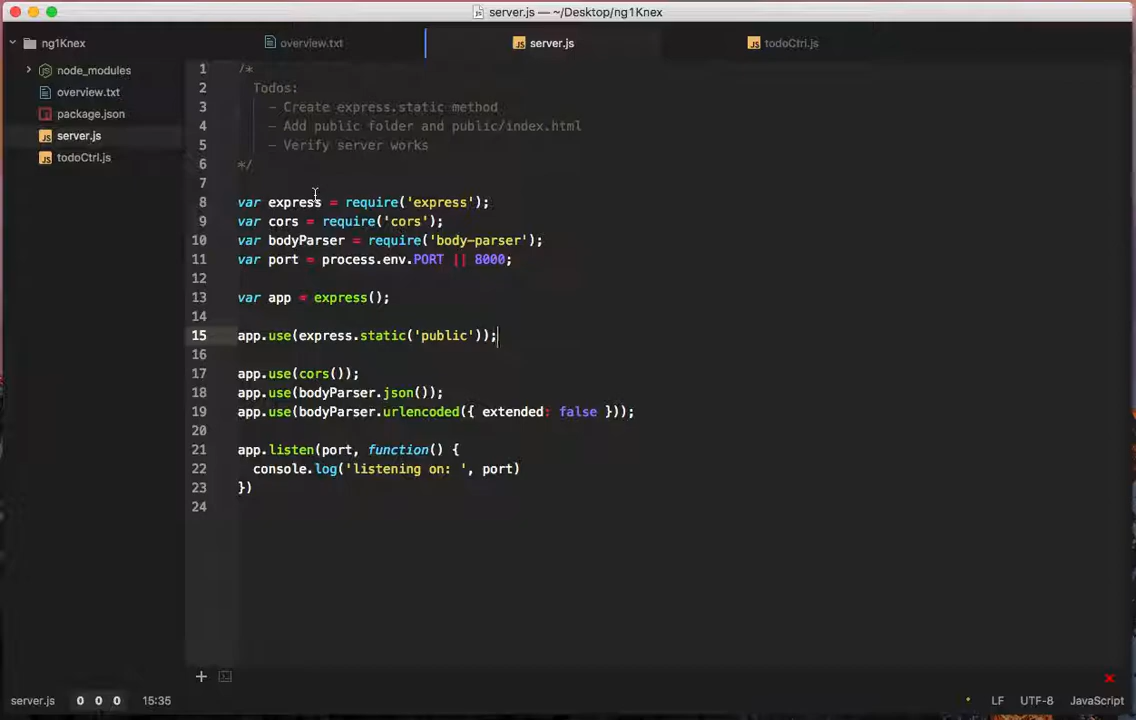 server.js — ~/Desktop/ng1Knex
ng1Knex
overview.txt
server.js
todoCtrl.js
node_modules
overview.txt
package.json
server.js
todoCtrl.js
1 /*
2 Todos:
3 - Create express.static method
4 - Add public folder and public/index.html
5 - Verify server works
6 */
7
8 var express = require('express');
9 var cors = require('cors');
10 var bodyParser = require('body-parser');
11 var port = process.env.PORT || 8000;
12
13 var app = express();
14
15 app.use(express.static('public'));
16
17 app.use(cors());
18 app.use(bodyParser.json());
19 app.use(bodyParser.urlencoded({ extended: false }));
20
21 app.listen(port, function() {
22 console.log('listening on: ', port)
23 })
24
server.js 0 0 0 15:35 LF UTF-8 JavaScript